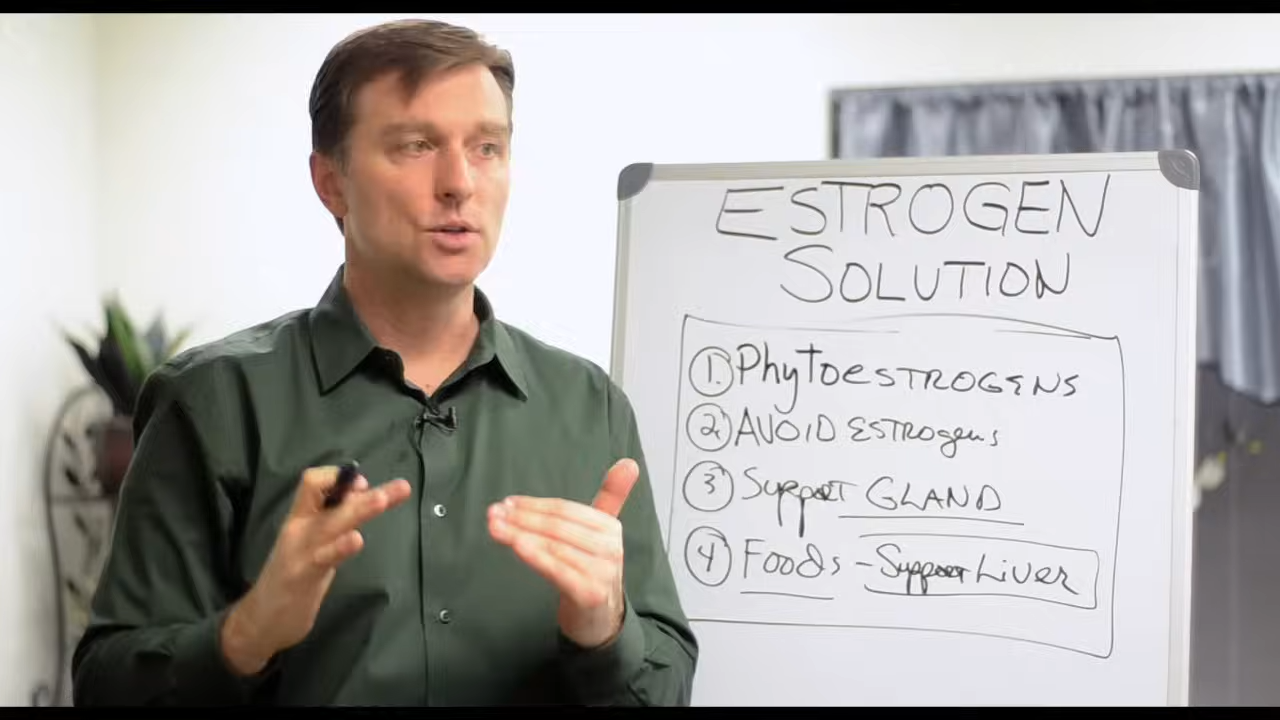 ESTROGEN
SOLUTION
1. PhytoESTROGENS
2. AVOID ESTROgens
3 Support GLAND
4 Foods - Support Liver